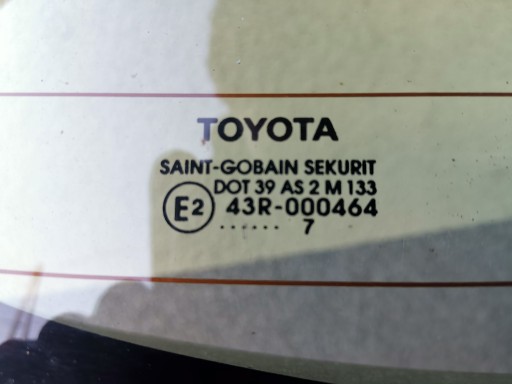 TOYOTA
SAINT-GOBAIN SEKURIT
DOT 39 AS 2 M 133
E2 43R-000464
...... 7